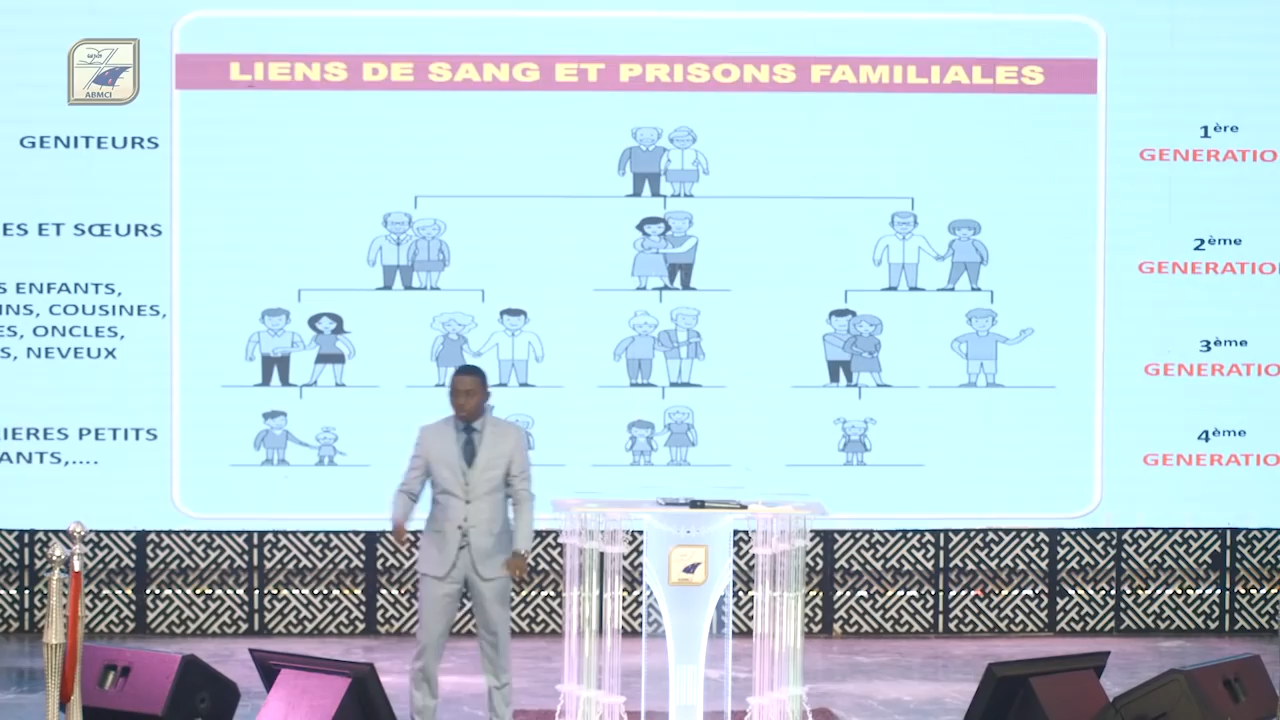 ABMCI
LIENS DE SANG ET PRISONS FAMILIALES
GENITEURS
ES ET SŒURS
S ENFANTS,
INS, COUSINES,
ES, ONCLES,
S, NEVEUX
IERES PETITS
ANTS,....
1ère
GENERATIO
2ème
GENERATIO
3ème
GENERATIO
4ème
GENERATIO